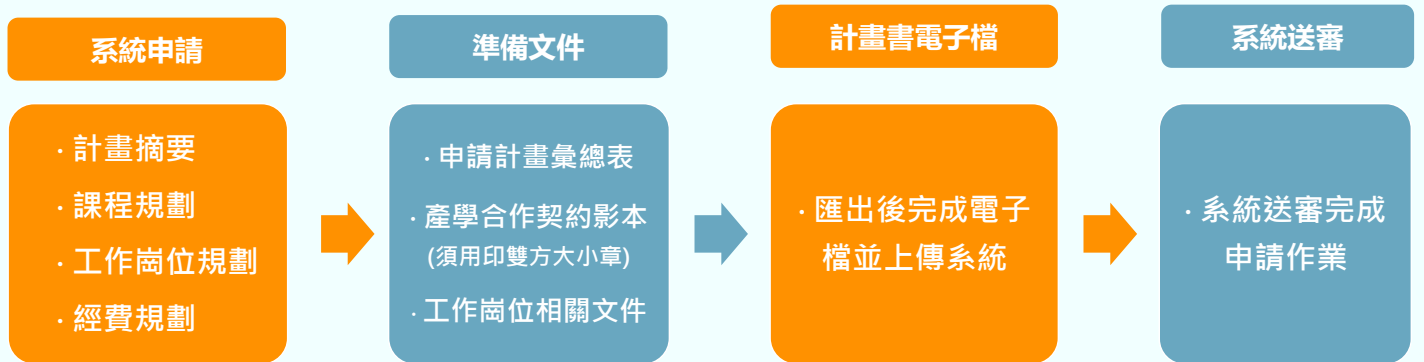 系統申請
· 計畫摘要
· 課程規劃
· 工作崗位規劃
· 經費規劃
準備文件
· 申請計畫彙總表
· 產學合作契約影本
(須用印雙方大小章)
· 工作崗位相關文件
計畫書電子檔
· 匯出後完成電子
檔並上傳系統
系統送審
· 系統送審完成
申請作業